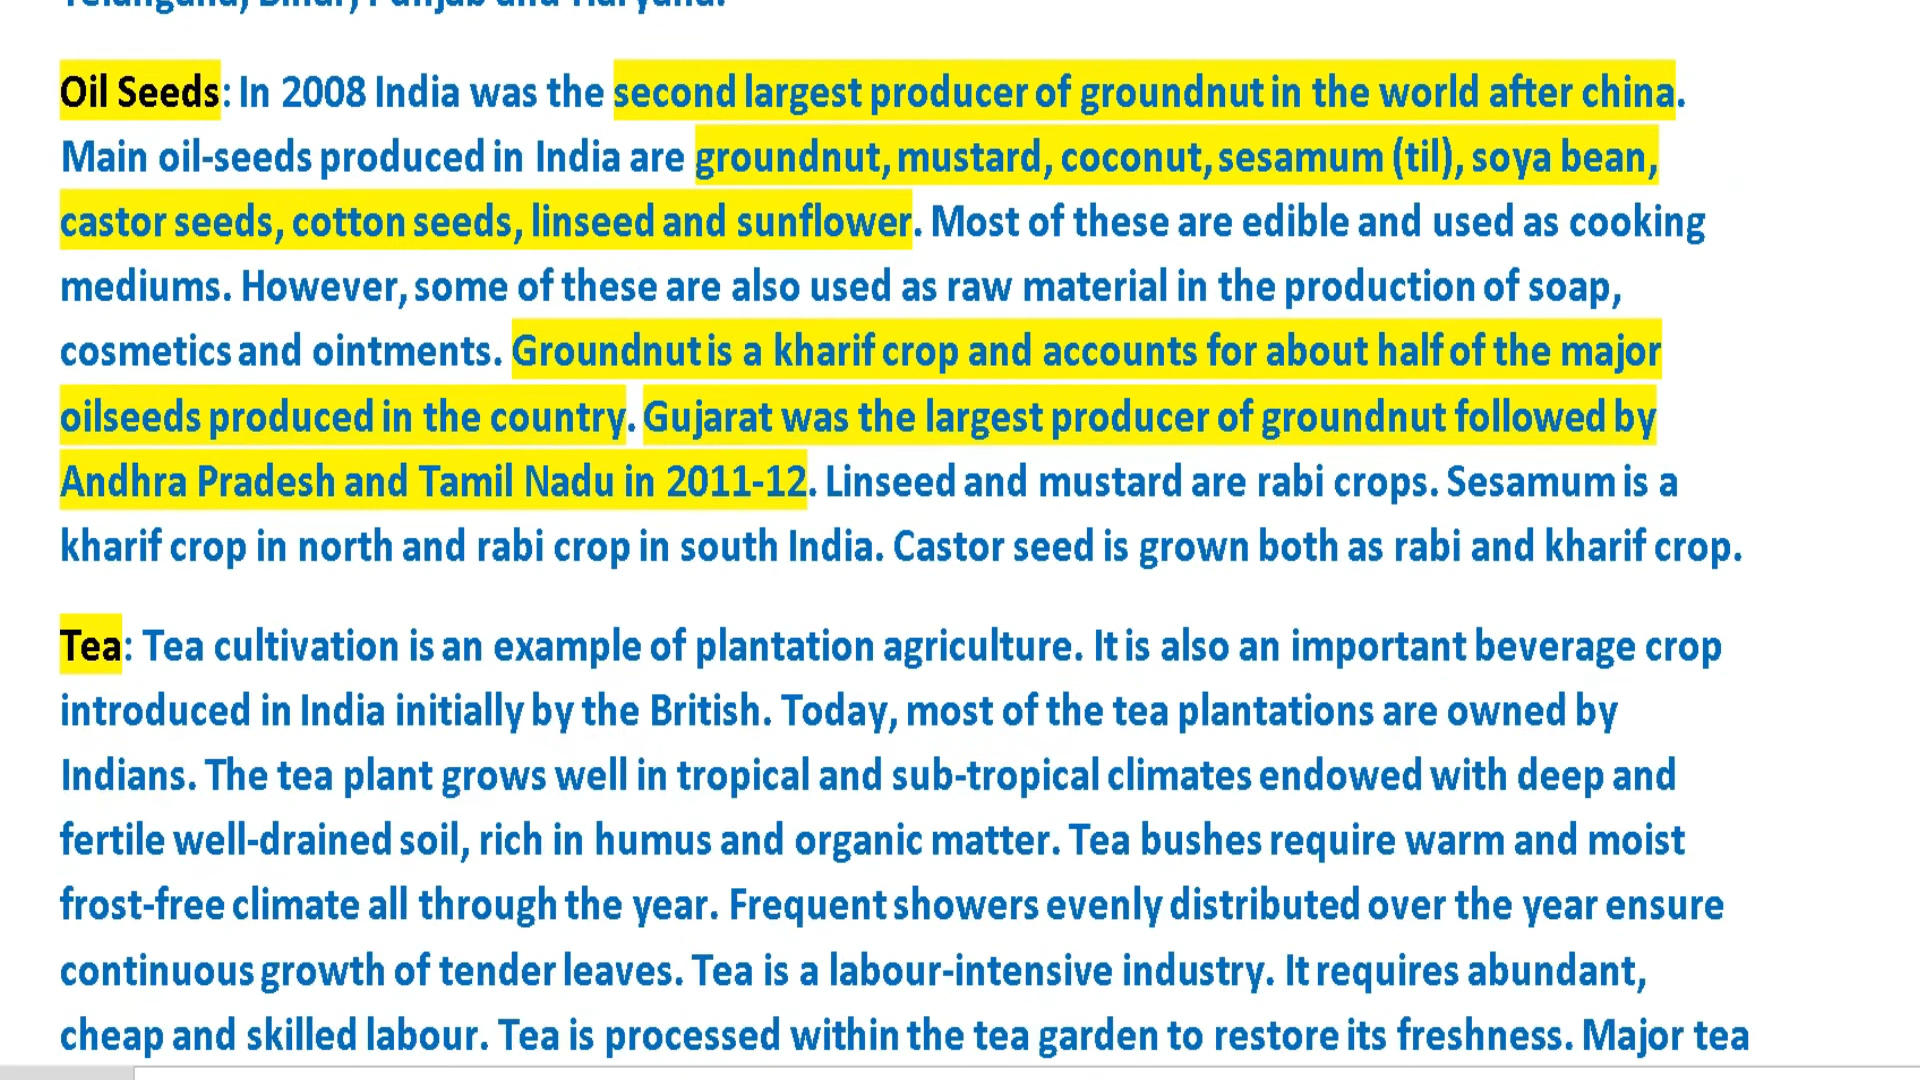 Telangana, Bihar, Punjab and Haryana.
Oil Seeds: In 2008 India was the second largest producer of groundnut in the world after china.
Main oil-seeds produced in India are groundnut, mustard, coconut, sesamum (til), soya bean,
castor seeds, cotton seeds, linseed and sunflower. Most of these are edible and used as cooking
mediums. However, some of these are also used as raw material in the production of soap,
cosmetics and ointments. Groundnut is a kharif crop and accounts for about half of the major
oilseeds produced in the country. Gujarat was the largest producer of groundnut followed by
Andhra Pradesh and Tamil Nadu in 2011-12. Linseed and mustard are rabi crops. Sesamum is a
kharif crop in north and rabi crop in south India. Castor seed is grown both as rabi and kharif crop.
Tea: Tea cultivation is an example of plantation agriculture. It is also an important beverage crop
introduced in India initially by the British. Today, most of the tea plantations are owned by
Indians. The tea plant grows well in tropical and sub-tropical climates endowed with deep and
fertile well-drained soil, rich in humus and organic matter. Tea bushes require warm and moist
frost-free climate all through the year. Frequent showers evenly distributed over the year ensure
continuous growth of tender leaves. Tea is a labour-intensive industry. It requires abundant,
cheap and skilled labour. Tea is processed within the tea garden to restore its freshness. Major tea